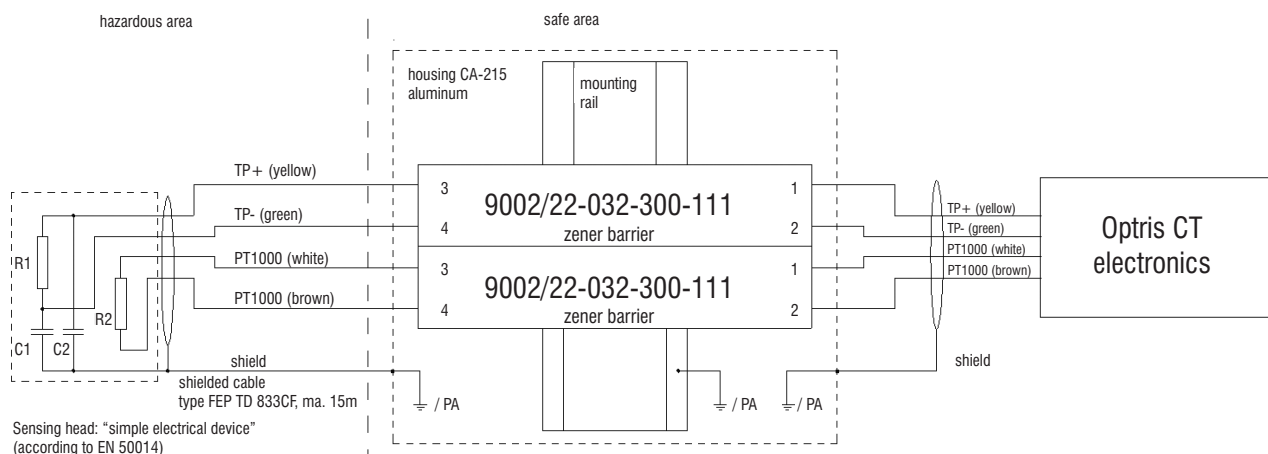 hazardous area
safe area
housing CA-215
aluminum
mounting
rail
TP+ (yellow)
TP- (green)
PT1000 (white)
PT1000 (brown)
3
4
9002/22-032-300-111
zener barrier
1
2
3
4
9002/22-032-300-111
zener barrier
1
2
TP+ (yellow)
TP- (green)
PT1000 (white)
PT1000 (brown)
Optris CT
electronics
R1
R2
C1
C2
shield
shielded cable
type FEP TD 833CF, ma. 15m
/ PA
/ PA
/ PA
shield
Sensing head: “simple electrical device”
(according to EN 50014)